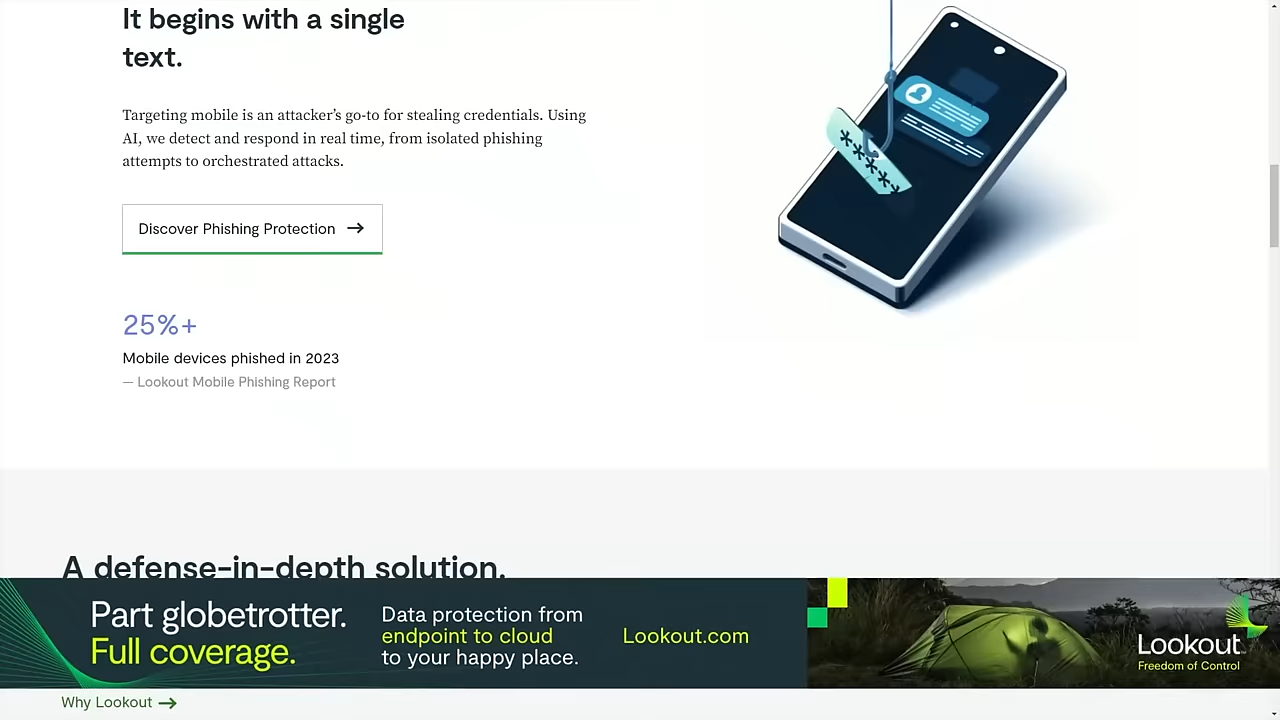 It begins with a single
text.
Targeting mobile is an attacker’s go-to for stealing credentials. Using
AI, we detect and respond in real time, from isolated phishing
attempts to orchestrated attacks.
Discover Phishing Protection
25%+
Mobile devices phished in 2023
— Lookout Mobile Phishing Report
A defense-in-depth solution.
Part globetrotter.
Full coverage.
Data protection from
endpoint to cloud
to your happy place.
Lookout.com
Lookout
Freedom of Control
Why Lookout